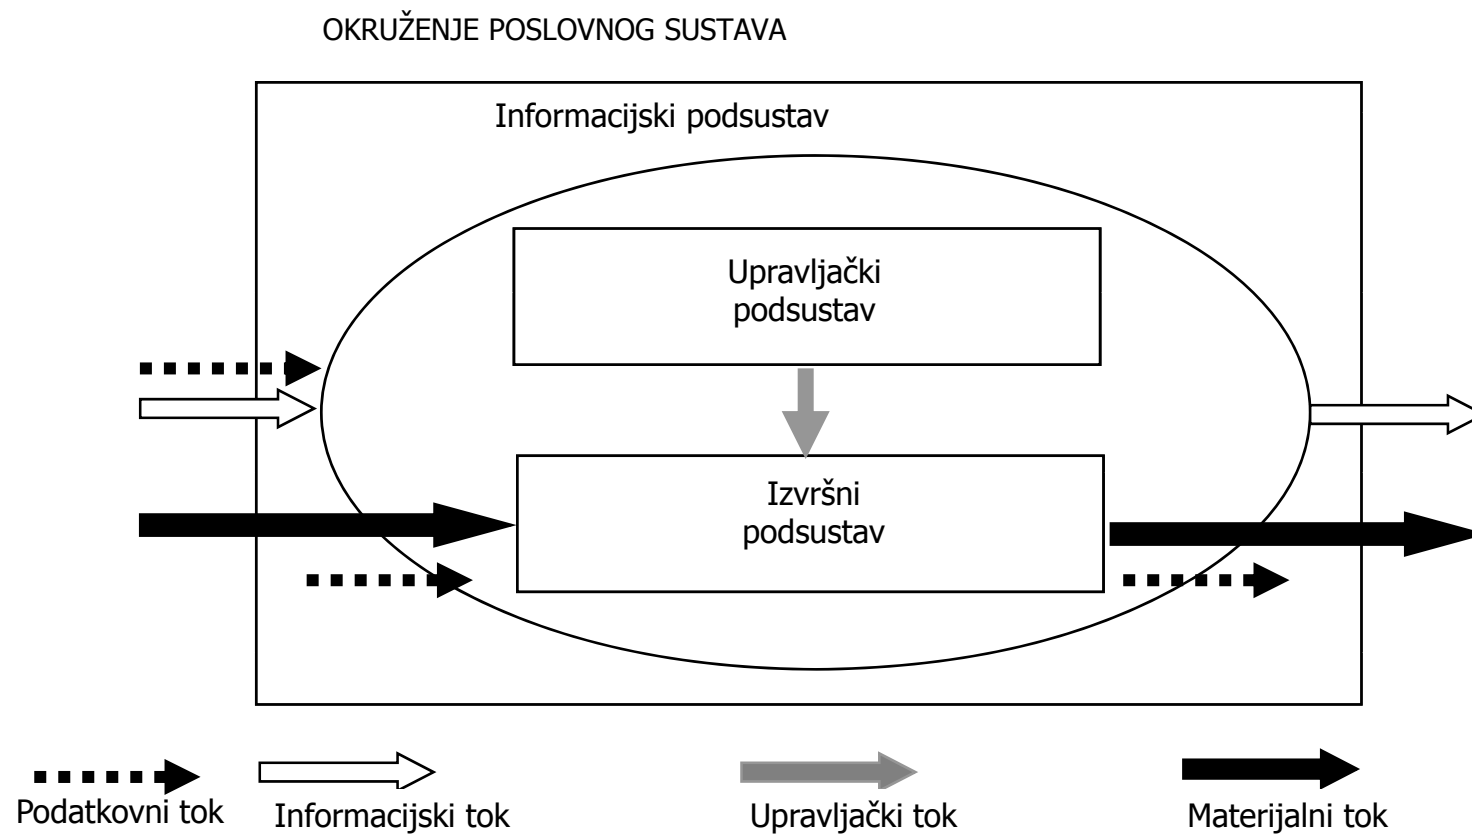 OKRUŽENJE POSLOVNOG SUSTAVA
Informacijski podsustav
Upravljački
podsustav
Izvršni
podsustav
Podatkovni tok
Informacijski tok
Upravljački tok
Materijalni tok